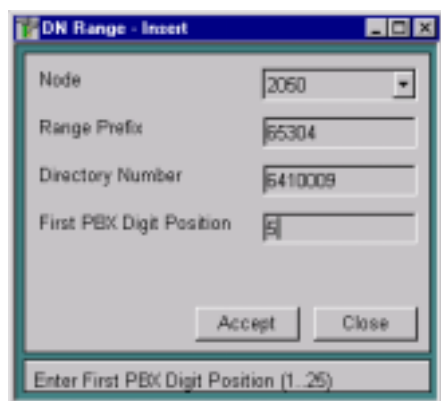 DN Range - Insert
Node 2060
Range Prefix 65304
Directory Number 6410009
First PBX Digit Position 5
Accept Close
Enter First PBX Digit Position (1..25)